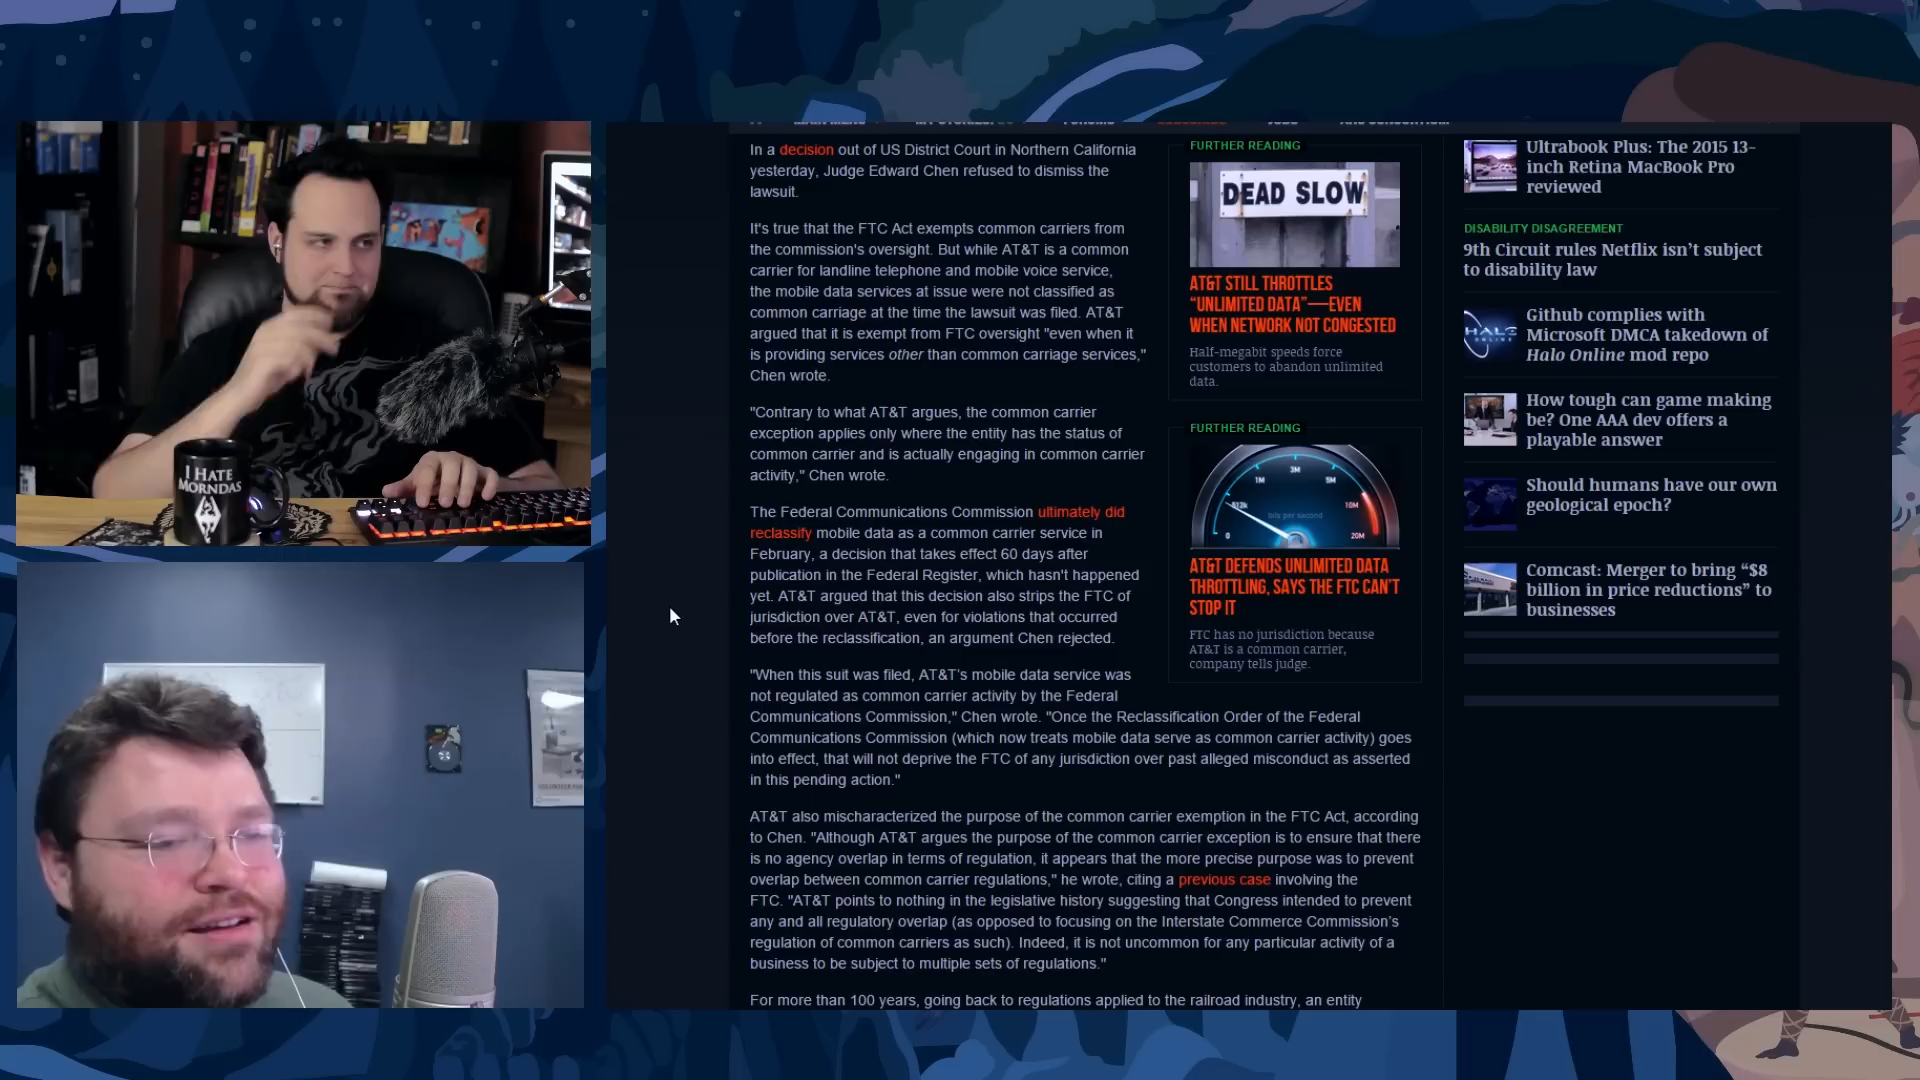 I HATE
MORNDAS
In a decision out of US District Court in Northern California
yesterday, Judge Edward Chen refused to dismiss the
lawsuit.
It's true that the FTC Act exempts common carriers from
the commission's oversight. But while AT&T is a common
carrier for landline telephone and mobile voice service,
the mobile data services at issue were not classified as
common carriage at the time the lawsuit was filed. AT&T
argued that it is exempt from FTC oversight "even when it
is providing services other than common carriage services,"
Chen wrote.
"Contrary to what AT&T argues, the common carrier
exception applies only where the entity has the status of
common carrier and is actually engaging in common carrier
activity," Chen wrote.
The Federal Communications Commission ultimately did
reclassify mobile data as a common carrier service in
February, a decision that takes effect 60 days after
publication in the Federal Register, which hasn't happened
yet. AT&T argued that this decision also strips the FTC of
jurisdiction over AT&T, even for violations that occurred
before the reclassification, an argument Chen rejected.
"When this suit was filed, AT&T's mobile data service was
not regulated as common carrier activity by the Federal
Communications Commission," Chen wrote. "Once the Reclassification Order of the Federal
Communications Commission (which now treats mobile data serve as common carrier activity) goes
into effect, that will not deprive the FTC of any jurisdiction over past alleged misconduct as asserted
in this pending action."
AT&T also mischaracterized the purpose of the common carrier exemption in the FTC Act, according
to Chen. "Although AT&T argues the purpose of the common carrier exception is to ensure that there
is no agency overlap in terms of regulation, it appears that the more precise purpose was to prevent
overlap between common carrier regulations," he wrote, citing a previous case involving the
FTC. "AT&T points to nothing in the legislative history suggesting that Congress intended to prevent
any and all regulatory overlap (as opposed to focusing on the Interstate Commerce Commission's
regulation of common carriers as such). Indeed, it is not uncommon for any particular activity of a
business to be subject to multiple sets of regulations."
For more than 100 years, going back to regulations applied to the railroad industry, an entity
FURTHER READING
DEAD SLOW
AT&T STILL THROTTLES
“UNLIMITED DATA”—EVEN
WHEN NETWORK NOT CONGESTED
Half-megabit speeds force
customers to abandon unlimited
data.
FURTHER READING
3M
1M
5M
512k
10M
bits per second
0
20M
AT&T DEFENDS UNLIMITED DATA
THROTTLING, SAYS THE FTC CAN'T
STOP IT
FTC has no jurisdiction because
AT&T is a common carrier,
company tells judge.
Ultrabook Plus: The 2015 13-
inch Retina MacBook Pro
reviewed
DISABILITY DISAGREEMENT
9th Circuit rules Netflix isn’t subject
to disability law
HALO
ONLINE
Github complies with
Microsoft DMCA takedown of
Halo Online mod repo
How tough can game making
be? One AAA dev offers a
playable answer
Should humans have our own
geological epoch?
Comcast: Merger to bring “$8
billion in price reductions” to
businesses